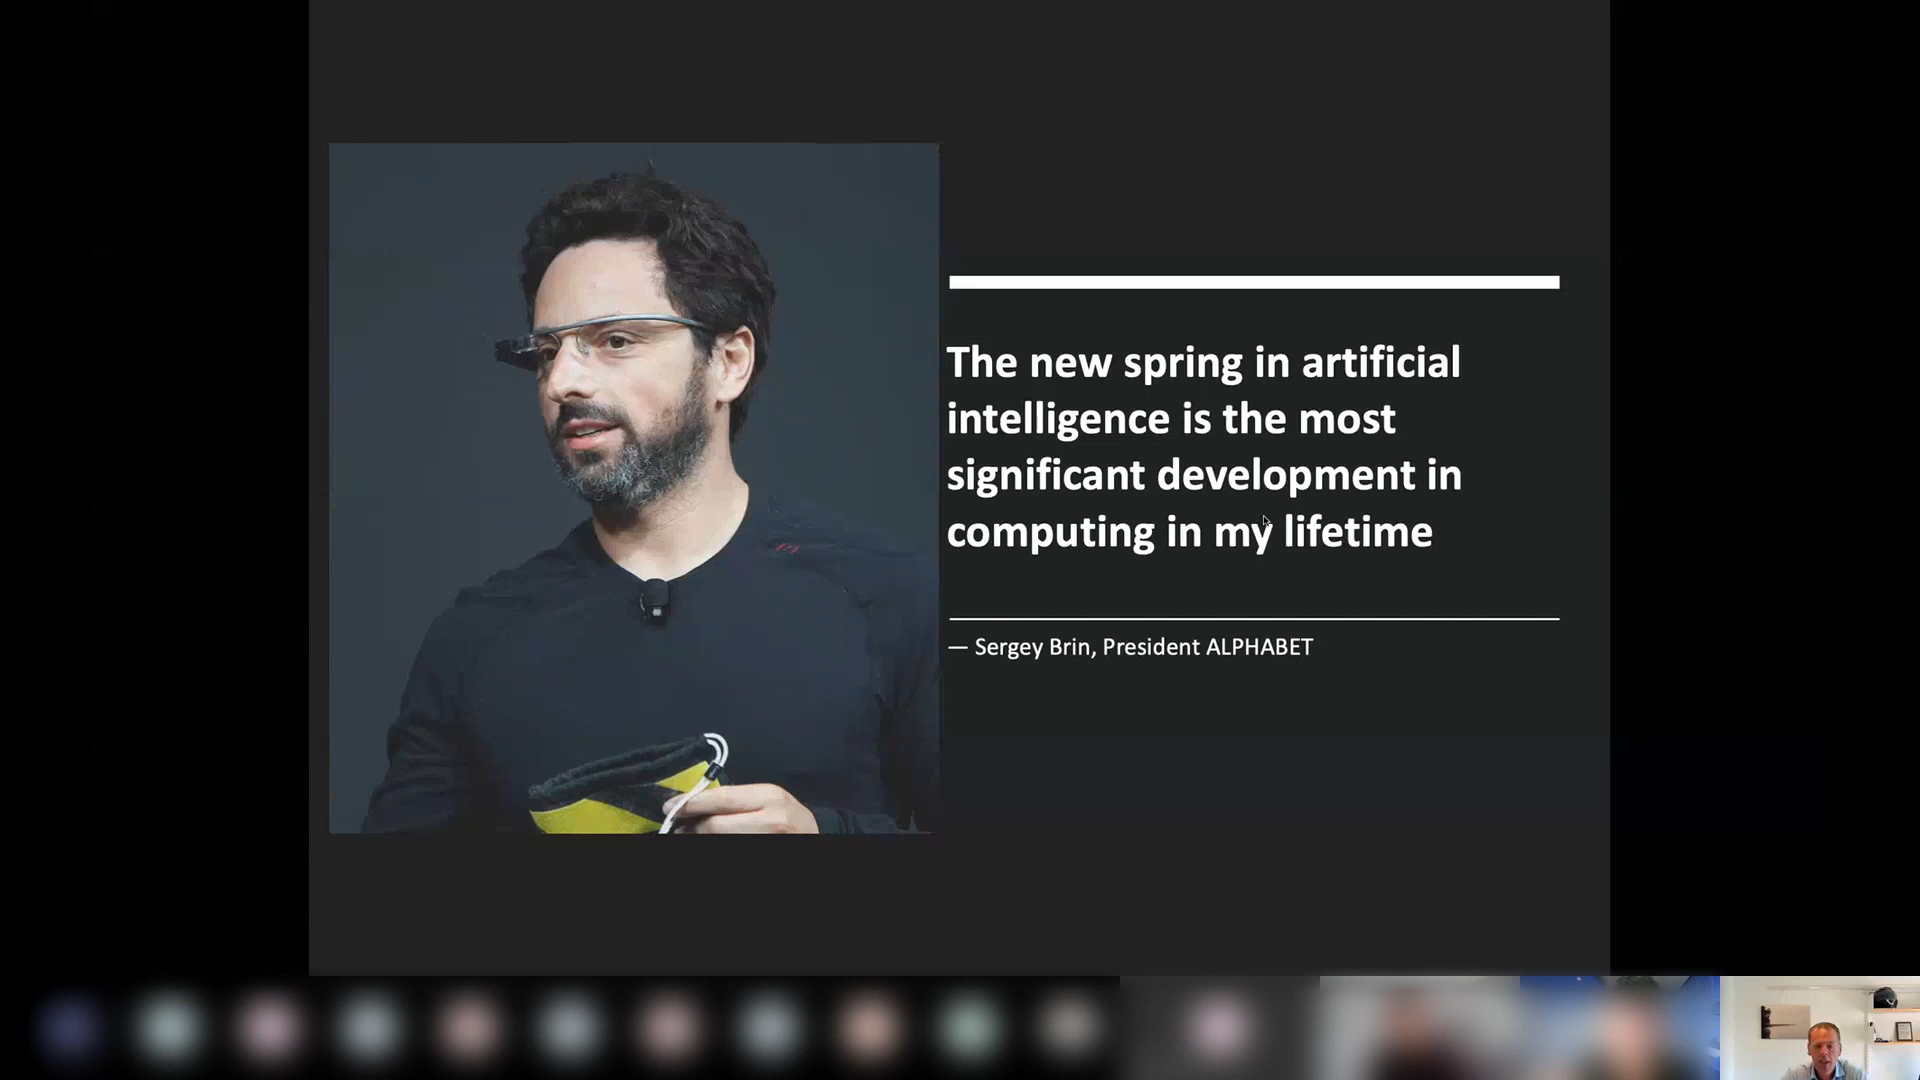 The new spring in artificial
intelligence is the most
significant development in
computing in my lifetime
— Sergey Brin, President ALPHABET